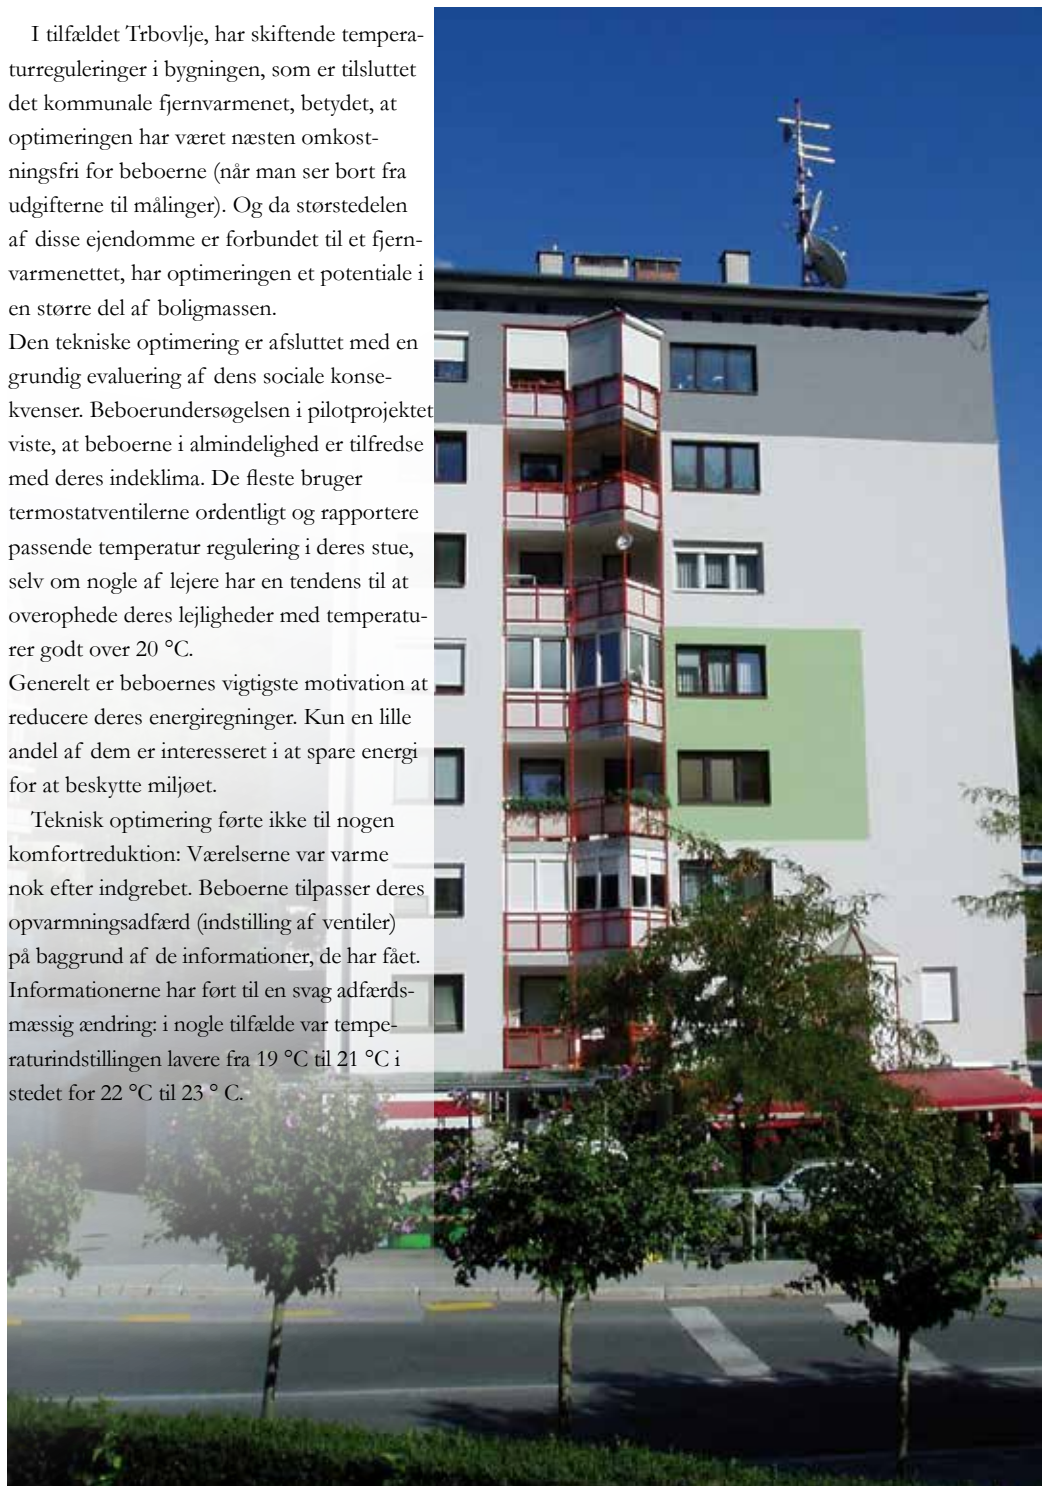 I tilfældet Trbovlje, har skiftende tempera-
turreguleringer i bygningen, som er tilsluttet
det kommunale fjernvarmenet, betydet, at
optimeringen har været næsten omkost-
ningsfri for beboerne (når man ser bort fra
udgifterne til målinger). Og da størstedelen
af disse ejendomme er forbundet til et fjern-
varmenettet, har optimeringen et potentiale i
en større del af boligmassen.
Den tekniske optimering er afsluttet med en
grundig evaluering af dens sociale konse-
kvenser. Beboerundersøgelsen i pilotprojektet
viste, at beboerne i almindelighed er tilfredse
med deres indeklima. De fleste bruger
termostatventilerne ordentligt og rapportere
passende temperatur regulering i deres stue,
selv om nogle af lejere har en tendens til at
overophede deres lejligheder med temperatu-
rer godt over 20 °C.
Generelt er beboernes vigtigste motivation at
reducere deres energiregninger. Kun en lille
andel af dem er interesseret i at spare energi
for at beskytte miljøet.
Teknisk optimering førte ikke til nogen
komfortreduktion: Værelserne var varme
nok efter indgrebet. Beboerne tilpasser deres
opvarmningsadfærd (indstilling af ventiler)
på baggrund af de informationer, de har fået.
Informationerne har ført til en svag adfærds-
mæssig ændring: i nogle tilfælde var tempe-
raturindstillingen lavere fra 19 °C til 21 °C i
stedet for 22 °C til 23 ° C.